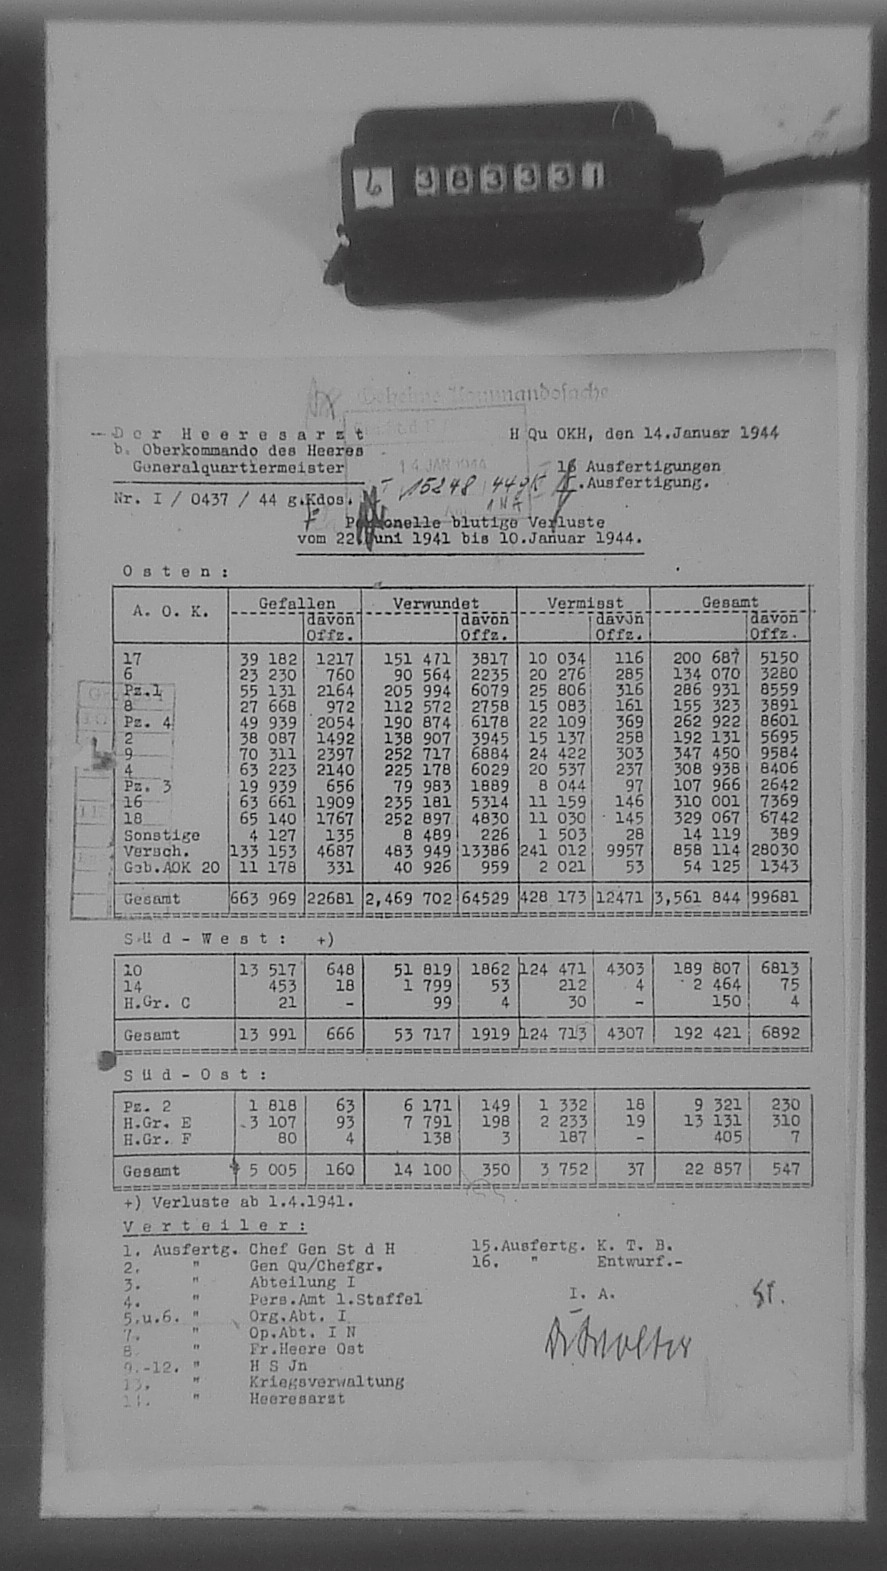 6 383331
Geheime Kommandosache
- D e r   H e e r e s a r z t
H Qu OKH, den 14.Januar 1944
b. Oberkommando des Heeres
Generalquartiermeister
14 JAN 1944
16 Ausfertigungen
.Ausfertigung.
Nr. I / 0437 / 44 g.Kdos.
Personelle blutige Verluste
vom 22.Juni 1941 bis 10.Januar 1944.
O s t e n :
A. O. K. Gefallen Verwundet Vermisst Gesamt
davon davon davon davon
Offz. Offz. Offz. Offz.
17 39 182 1217 151 471 3817 10 034 116 200 687 5150
6 23 230 760 90 564 2235 20 276 285 134 070 3280
Pz.1 55 131 2164 205 994 6079 25 806 316 286 931 8559
8 27 668 972 112 572 2758 15 083 161 155 323 3891
Pz. 4 49 939 2054 190 874 6178 22 109 369 262 922 8601
2 38 087 1492 138 907 3945 15 137 258 192 131 5695
9 70 311 2397 252 717 6884 24 422 303 347 450 9584
4 63 223 2140 225 178 6029 20 537 237 308 938 8406
Pz. 3 19 939 656 79 983 1889 8 044 97 107 966 2642
16 63 661 1909 235 181 5314 11 159 146 310 001 7369
18 65 140 1767 252 897 4830 11 030 145 329 067 6742
Sonstige 4 127 135 8 489 226 1 503 28 14 119 389
Versch. 133 153 4687 483 949 13386 241 012 9957 858 114 28030
Geb.AOK 20 11 178 331 40 926 959 2 021 53 54 125 1343
Gesamt 663 969 22681 2,469 702 64529 428 173 12471 3,561 844 99681
S ü d - W e s t :   +)
10 13 517 648 51 819 1862 124 471 4303 189 807 6813
14 453 18 1 799 53 212 4 2 464 75
H.Gr. C 21 - 99 4 30 - 150 4
Gesamt 13 991 666 53 717 1919 124 713 4307 192 421 6892
S ü d - O s t :
Pz. 2 1 818 63 6 171 149 1 332 18 9 321 230
H.Gr. E 3 107 93 7 791 198 2 233 19 13 131 310
H.Gr. F 80 4 138 3 187 - 405 7
Gesamt 5 005 160 14 100 350 3 752 37 22 857 547
+) Verluste ab 1.4.1941.
V e r t e i l e r :
1. Ausfertg. Chef Gen St d H
2. " Gen Qu/Chefgr.
3. " Abteilung I
4. " Pers.Amt 1.Staffel
5.u.6. " Org.Abt. I
7. " Op.Abt. I N
8. " Fr.Heere Ost
9.-12. " H S Jn
13. " Kriegsverwaltung
14. " Heeresarzt
15.Ausfertg. K. T. B.
16. " Entwurf.-
I. A.